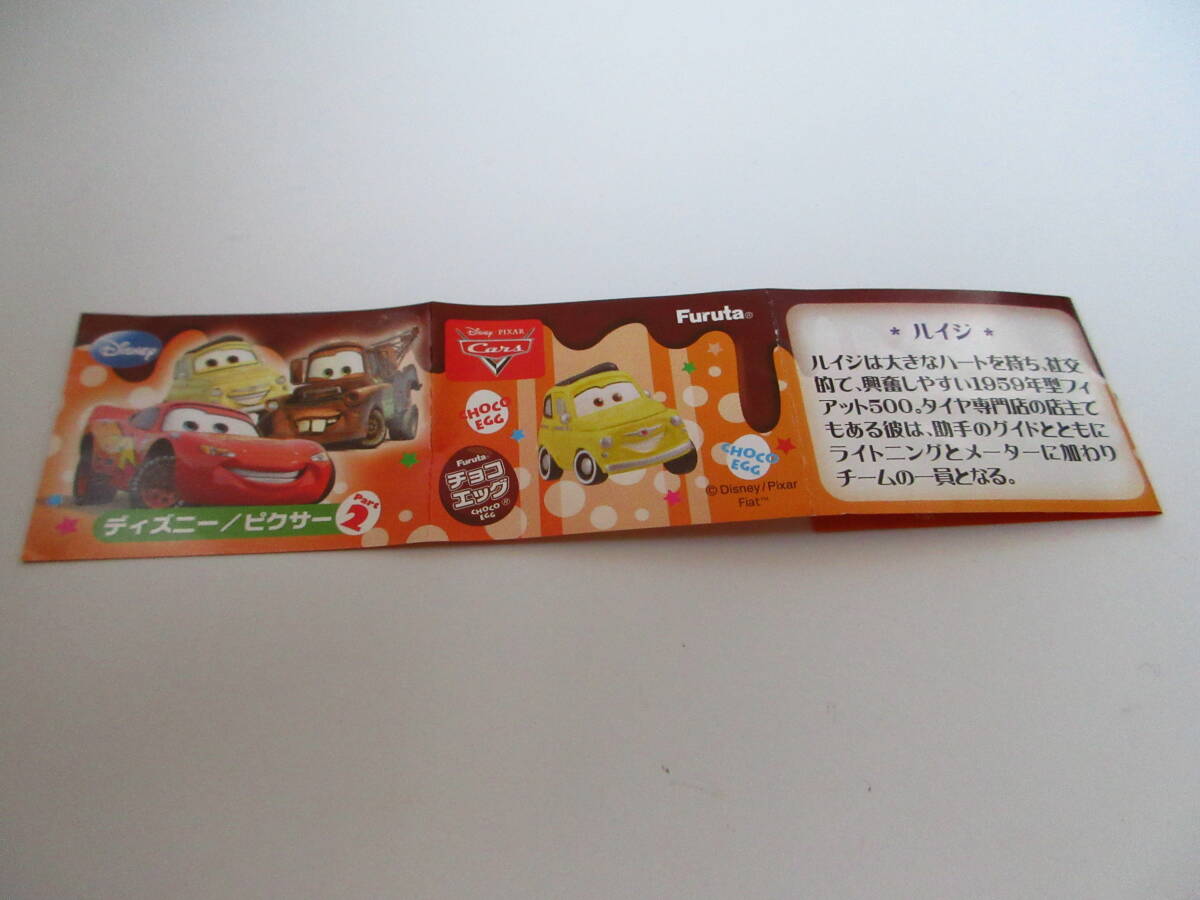 Disney
ディズニー/ピクサー Part 2
Disney PIXAR
Cars
CHOCO
EGG
Furuta
チョコ
エッグ®
CHOCO
EGG
Furuta®
CHOCO
EGG
©Disney/Pixar
Fiat™
* ルイジ *
ルイジは大きなハートを持ち、社交
的で、興奮しやすい1959年型フィ
アット500。タイヤ専門店の店主で
もある彼は、助手のグイドとともに
ライトニングとメーターに加わり
チームの一員となる。